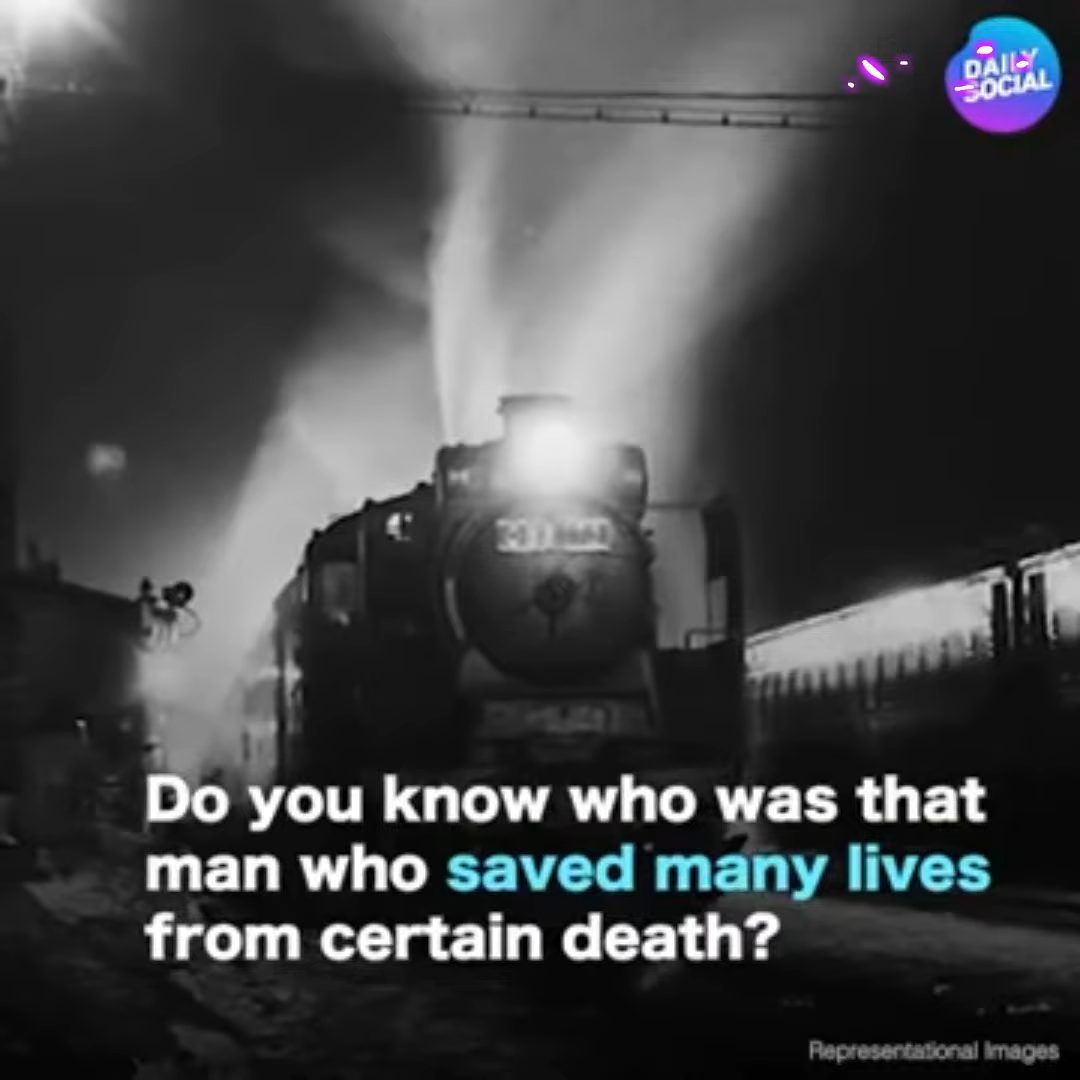 DAILY
SOCIAL
Do you know who was that
man who saved many lives
from certain death?
Representational Images